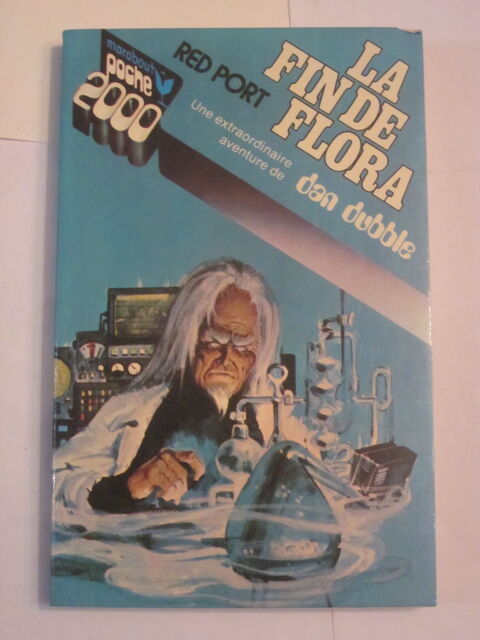 marabout
poche
2000
RED PORT
LA
FIN DE
FLORA
Une extraordinaire
aventure de
dan dubble